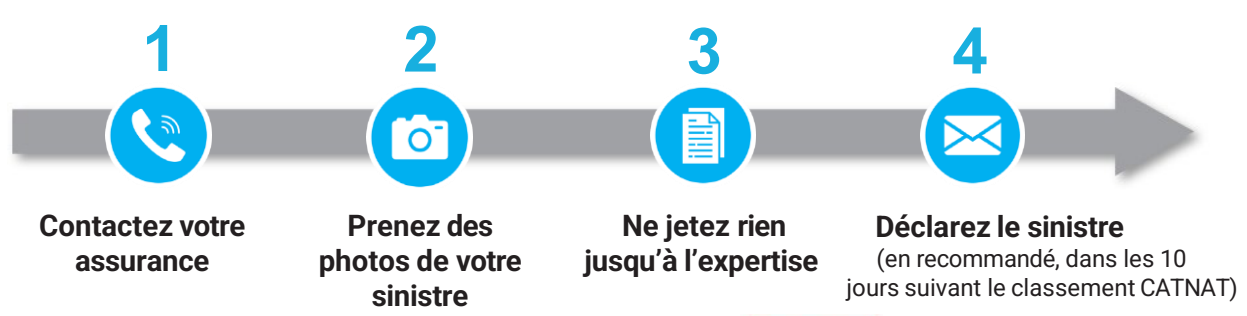 1
2
3
4
Contactez votre
assurance
Prenez des
photos de votre
sinistre
Ne jetez rien
jusqu'à l'expertise
Déclarez le sinistre
(en recommandé, dans les 10
jours suivant le classement CATNAT)